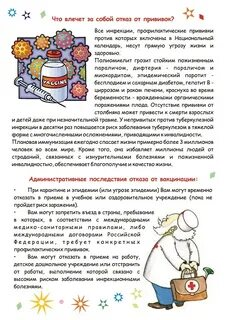 Что влечет за собой отказ от прививок?
Все инфекции, профилактические прививки
против которых включены в Национальный
календарь, несут прямую угрозу жизни и
здоровью.
Полиомиелит грозит стойким пожизненным
параличом, дифтерия - параличом и
миокардитом, эпидемический паротит -
бесплодием и сахарным диабетом, гепатит В -
циррозом и раком печени, краснуха во время
беременности - врожденными органическими
поражениями плода. Отсутствие прививки от
столбняка может привести к смерти взрослых
и детей даже при незначительной травме. У непривитых против туберкулезной
инфекции в десятки раз повышается риск заболевания туберкулезом в тяжелой
форме с многочисленными осложнениями, приводящими к инвалидности.
Плановая иммунизация ежегодно спасает жизни примерно более 3 миллионов
человек во всем мире. Кроме того, она избавляет миллионы людей от
страданий, связанных с изнурительными болезнями и пожизненной
инвалидностью, обеспечивает благополучие и качество жизни.
VACCINE
Административные последствия отказа от вакцинации:
При карантине и эпидемии (или угрозе эпидемии) Вам могут временно
отказать в приеме в учебное или оздоровительное учреждение (пока не
пройдет риск заражения).
Вам могут запретить въезд в страны, пребывание
в которых, в соответствии с международными
медико-санитарными правилами, либо
международными договорами Российской
Федерации, требует конкретных
профилактических прививок.
Вам могут отказать в приеме на работу,
детское дошкольное учреждение или отстранить
от работы, выполнение которой связано с
высоким риском заболевания инфекционными
болезнями.